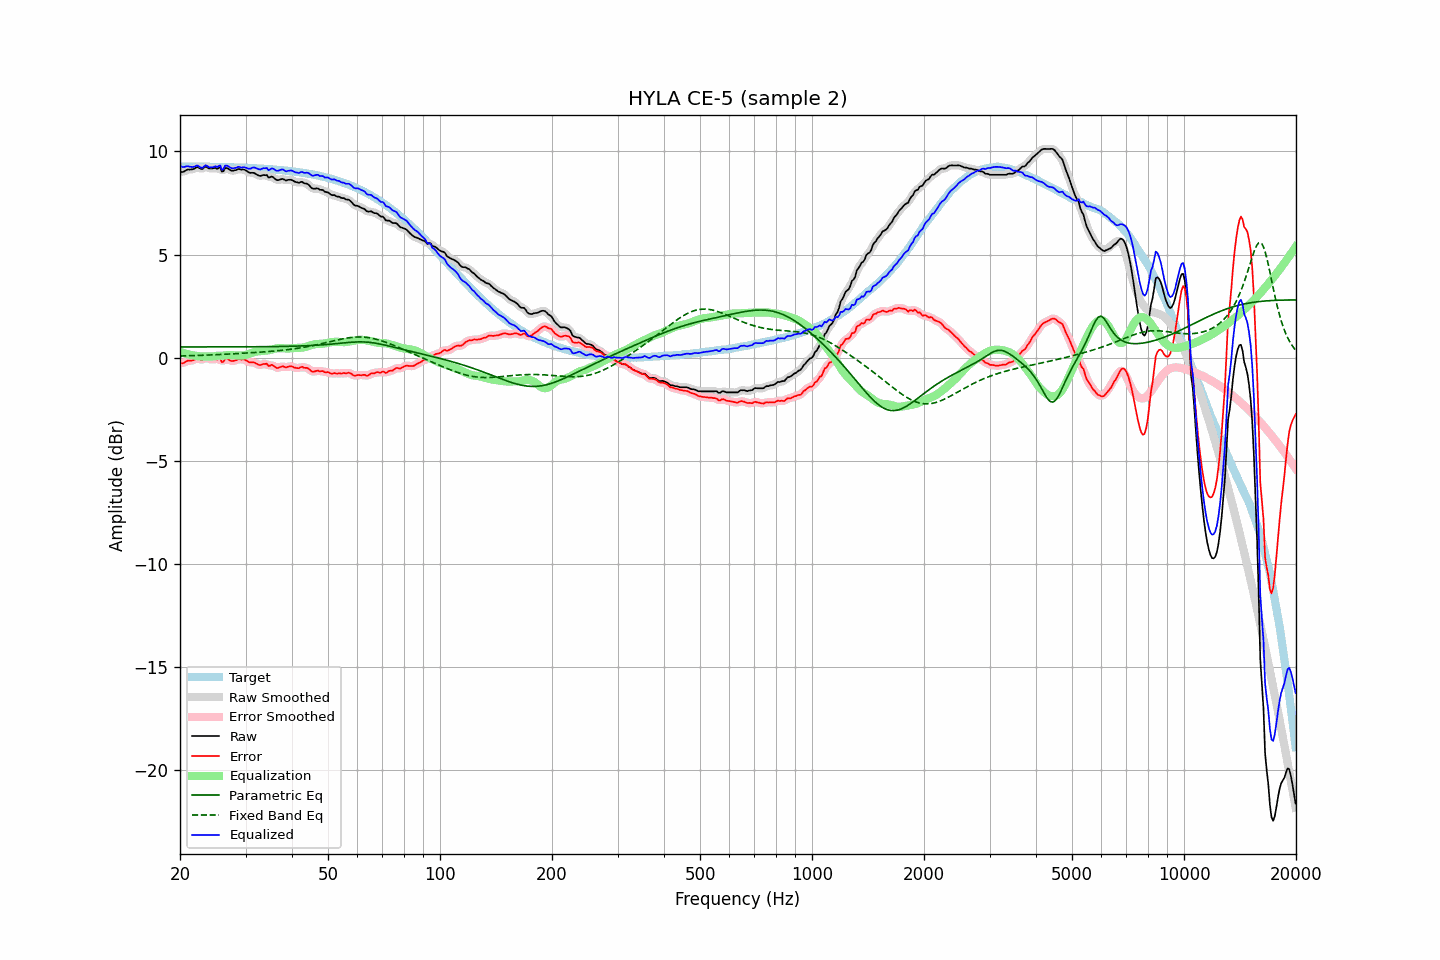 HYLA CE-5 (sample 2)
Amplitude (dBr)
10
5
0
−5
−10
−15
−20
Target
Raw Smoothed
Error Smoothed
Raw
Error
Equalization
Parametric Eq
Fixed Band Eq
Equalized
20 50 100 200 500 1000 2000 5000 10000 20000
Frequency (Hz)